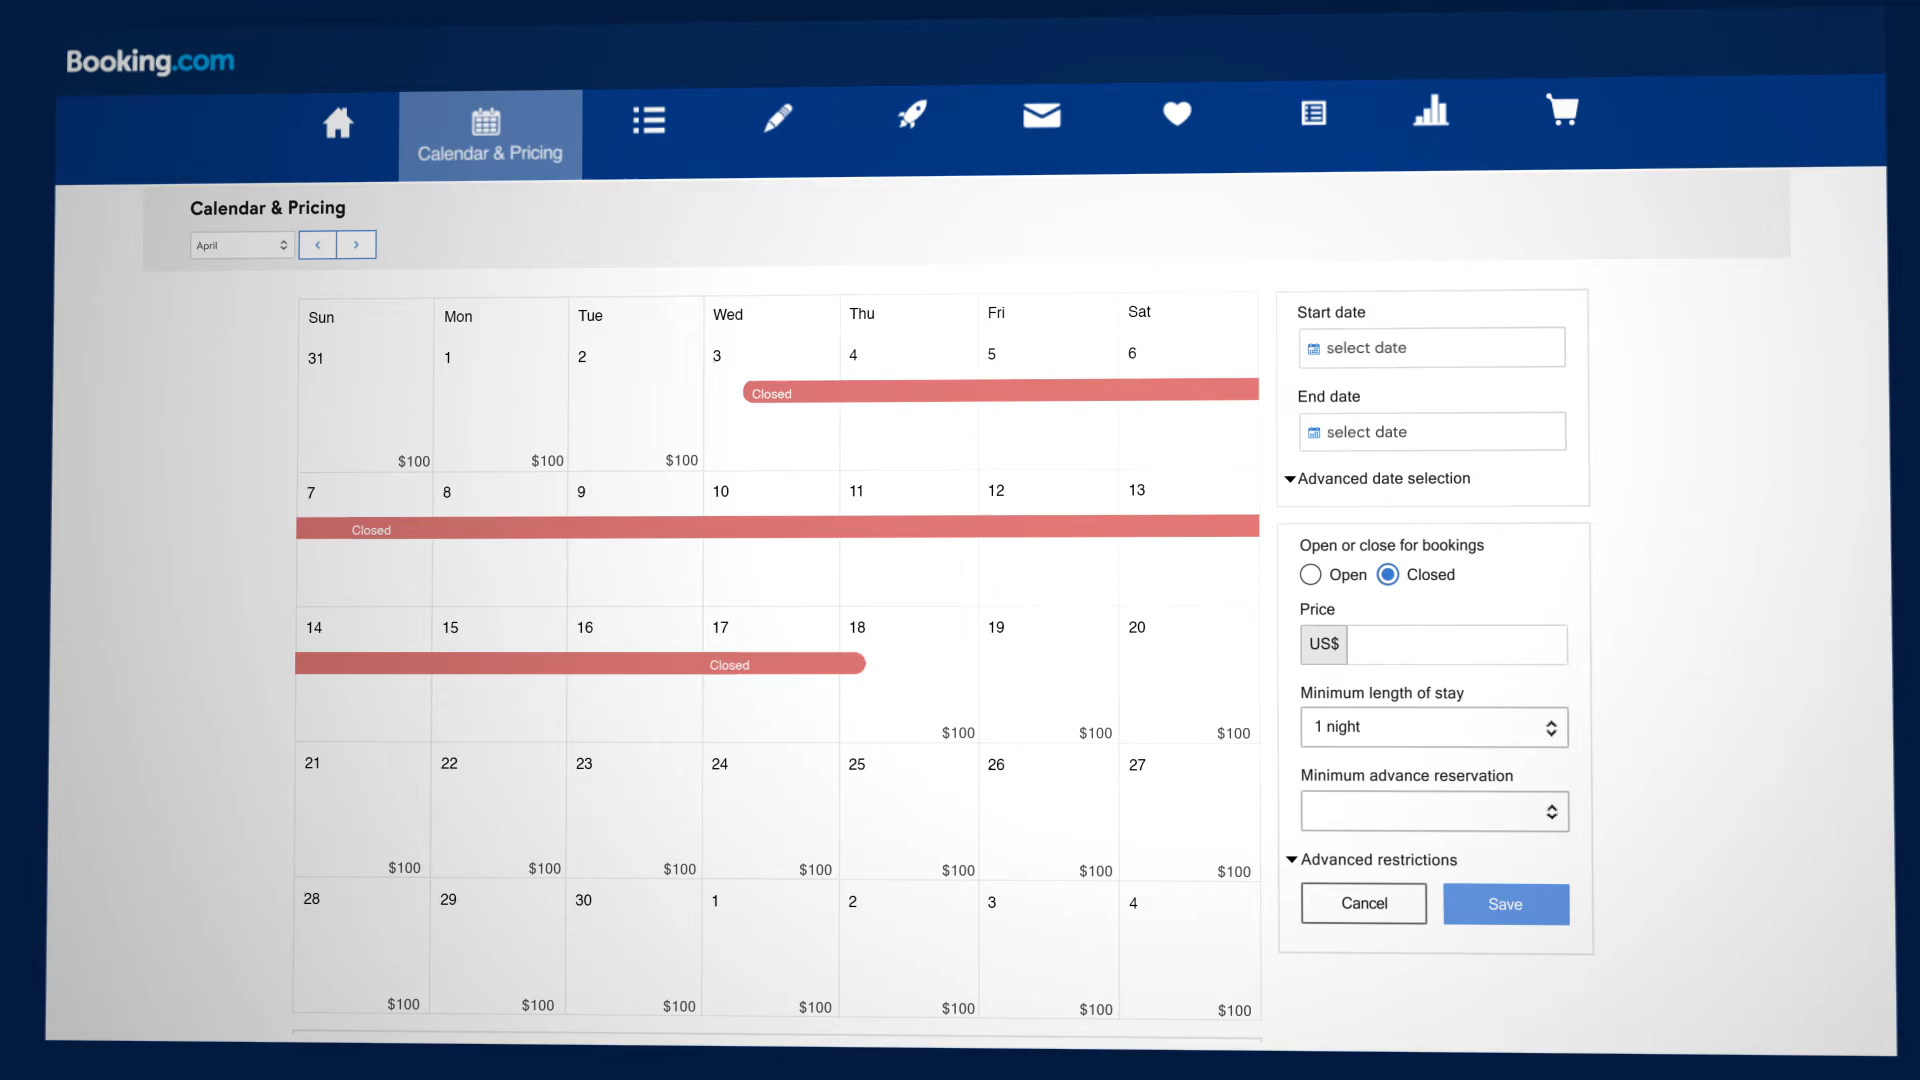 Booking.com
Calendar & Pricing
Calendar & Pricing
April
Sun Mon Tue Wed Thu Fri Sat
31 1 2 3 4 5 6
Closed
$100 $100 $100
7 8 9 10 11 12 13
Closed
14 15 16 17 18 19 20
Closed
$100 $100 $100
21 22 23 24 25 26 27
$100 $100 $100 $100 $100 $100 $100
28 29 30 1 2 3 4
$100 $100 $100 $100 $100 $100 $100
Start date
select date
End date
select date
Advanced date selection
Open or close for bookings
Open Closed
Price
US$
Minimum length of stay
1 night
Minimum advance reservation
Advanced restrictions
Cancel Save